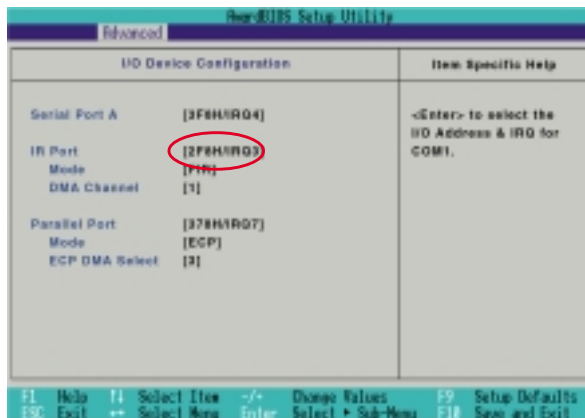 AwardBIOS Setup Utility
Advanced
I/O Device Configuration
Item Specific Help
Serial Port A [3F8H/IRQ4]
<Enter> to select the
I/O Address & IRQ for
COM1.
IR Port [2F8H/IRQ3]
Mode [FIR]
DMA Channel [1]
Parallel Port [378H/IRQ7]
Mode [ECP]
ECP DMA Select [3]
F1 Help ↑↓ Select Item -/+ Change Values F9 Setup Defaults
ESC Exit ↔ Select Menu Enter Select ▸ Sub-Menu F10 Save and Exit